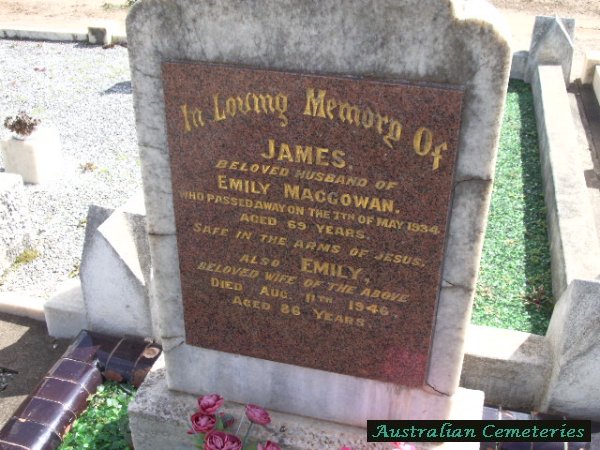 In Loving Memory Of
JAMES.
BELOVED HUSBAND OF
EMILY MACGOWAN.
WHO PASSED AWAY ON THE 7TH OF MAY 1934.
AGED 69 YEARS.
SAFE IN THE ARMS OF JESUS.
ALSO EMILY,
BELOVED WIFE OF THE ABOVE
DIED AUG. 11TH 1946.
AGED 86 YEARS
Australian Cemeteries